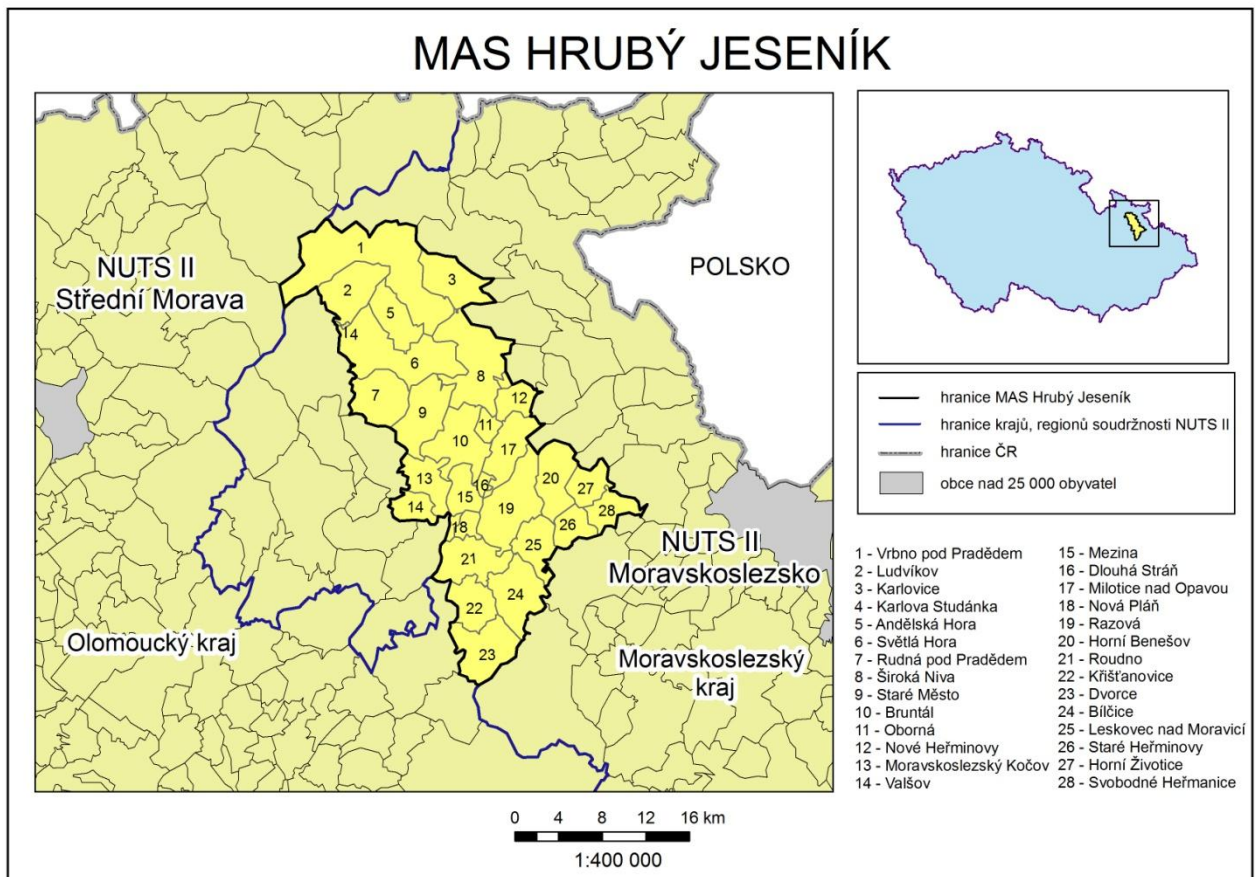 MAS HRUBÝ JESENÍK
NUTS II
Střední Morava
POLSKO
1
3
2
5
14
6
8
7
12
9
11
10
17
13
16
20
27
15
14
19
28
18
26
25
21
NUTS II
Moravskoslezsko
24
22
Olomoucký kraj
23
Moravskoslezský
kraj
hranice MAS Hrubý Jeseník
hranice krajů, regionů soudržnosti NUTS II
hranice ČR
obce nad 25 000 obyvatel
1 - Vrbno pod Pradědem
2 - Ludvíkov
3 - Karlovice
4 - Karlova Studánka
5 - Andělská Hora
6 - Světlá Hora
7 - Rudná pod Pradědem
8 - Široká Niva
9 - Staré Město
10 - Bruntál
11 - Oborná
12 - Nové Heřminovy
13 - Moravskoslezský Kočov
14 - Valšov
15 - Mezina
16 - Dlouhá Stráň
17 - Milotice nad Opavou
18 - Nová Pláň
19 - Razová
20 - Horní Benešov
21 - Roudno
22 - Křišťanovice
23 - Dvorce
24 - Bílčice
25 - Leskovec nad Moravicí
26 - Staré Heřminovy
27 - Horní Životice
28 - Svobodné Heřmanice
0 4 8 12 16 km
1:400 000